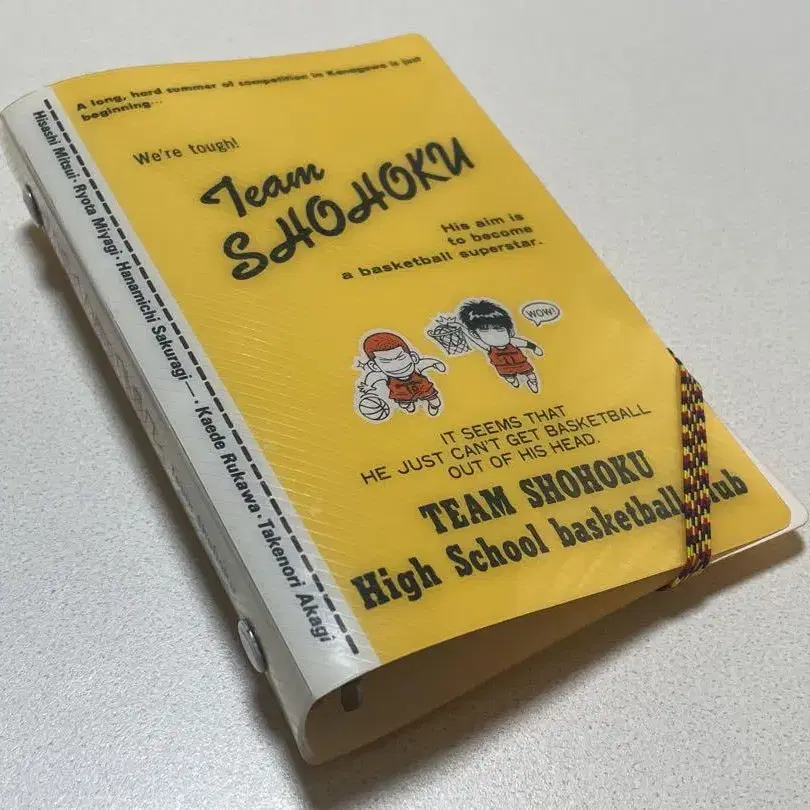 A long, hard summer of competition in Kanagawa is just
beginning...
We're tough!
Team
SHOHOKU
His aim is
to become
a basketball superstar.
WOW!
10
11
IT SEEMS THAT
HE JUST CAN'T GET BASKETBALL
OUT OF HIS HEAD.
TEAM SHOHOKU
High School basketball club
Hisashi Mitsui·Ryota Miyagi·Hanamichi Sakuragi—·Kaede Rukawa·Takenori Akagi